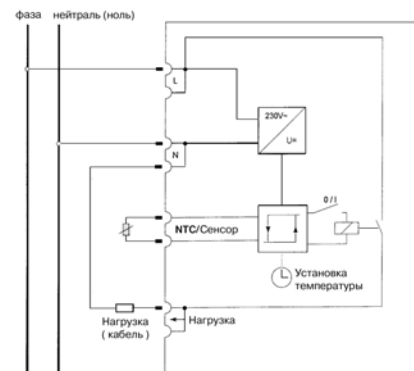 фаза нейтраль (ноль)
L
230V~
U=
N
0 / I
NTC/Сенсор
Установка
температуры
Нагрузка
( кабель )
Нагрузка